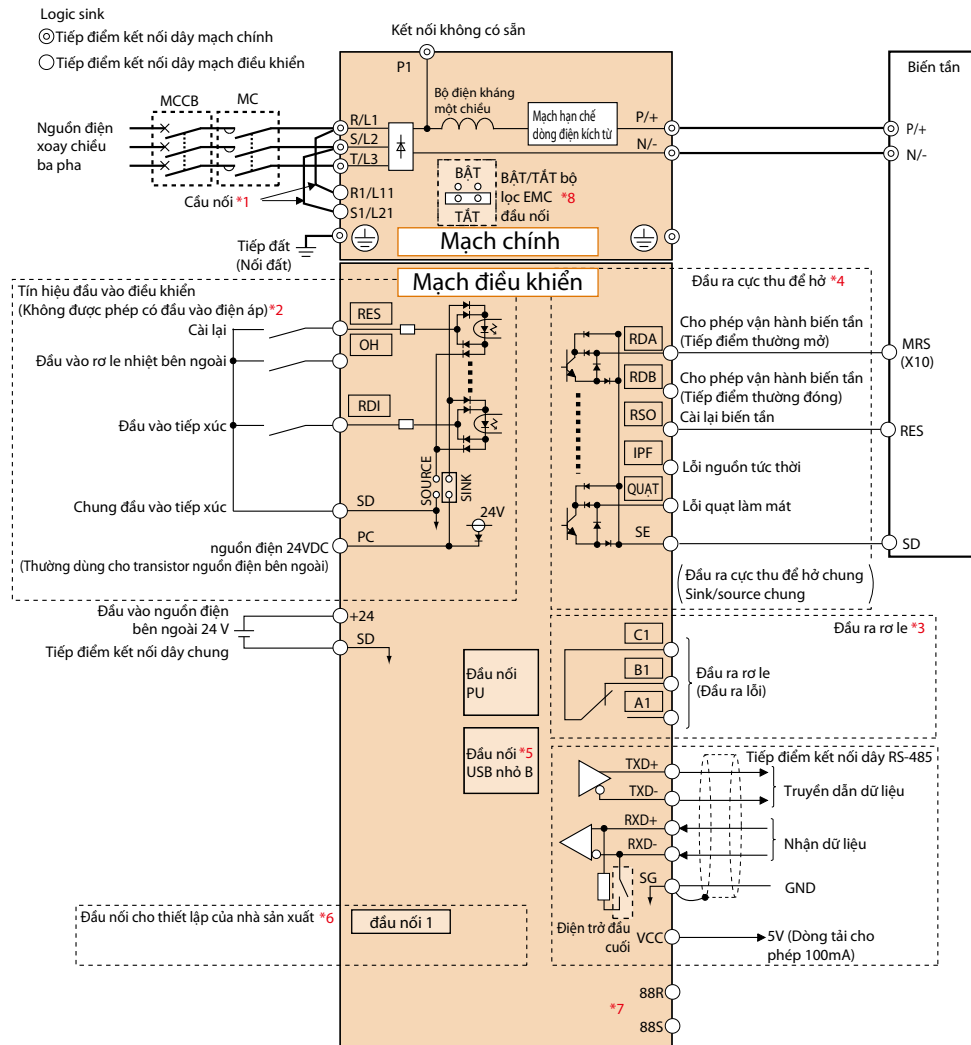 Logic sink
Tiếp điểm kết nối dây mạch chính
Tiếp điểm kết nối dây mạch điều khiển
Kết nối không có sẵn
P1
Biến tần
MCCB
MC
Nguồn điện
xoay chiều
ba pha
R/L1
S/L2
T/L3
R1/L11
S1/L21
Cầu nối *1
Bộ điện kháng
một chiều
Mạch hạn chế
dòng điện kích từ
P/+
N/-
P/+
N/-
BẬT
TẮT
BẬT/TẮT bộ
lọc EMC *8
đầu nối
Tiếp đất
(Nối đất)
Mạch chính
Mạch điều khiển
Tín hiệu đầu vào điều khiển
(Không được phép có đầu vào điện áp)*2
Cài lại
RES
Đầu vào rơ le nhiệt bên ngoài
OH
Đầu vào tiếp xúc
RDI
Chung đầu vào tiếp xúc
SD
SOURCE
SINK
24V
nguồn điện 24VDC
(Thường dùng cho transistor nguồn điện bên ngoài)
PC
Đầu ra cực thu để hở *4
RDA
Cho phép vận hành biến tần
(Tiếp điểm thường mở)
MRS
(X10)
RDB
Cho phép vận hành biến tần
(Tiếp điểm thường đóng)
RSO
Cài lại biến tần
RES
IPF
Lỗi nguồn tức thời
QUẠT
Lỗi quạt làm mát
SE
SD
Đầu ra cực thu để hở chung
Sink/source chung
Đầu vào nguồn điện
bên ngoài 24 V
+24
Tiếp điểm kết nối dây chung
SD
Đầu ra rơ le *3
C1
B1
A1
Đầu ra rơ le
(Đầu ra lỗi)
Đầu nối
PU
Đầu nối *5
USB nhỏ B
Tiếp điểm kết nối dây RS-485
TXD+
TXD-
Truyền dẫn dữ liệu
RXD+
RXD-
Nhận dữ liệu
SG
GND
Điện trở đầu
cuối
VCC
5V (Dòng tải cho
phép 100mA)
Đầu nối cho thiết lập của nhà sản xuất *6
đầu nối 1
*7
88R
88S